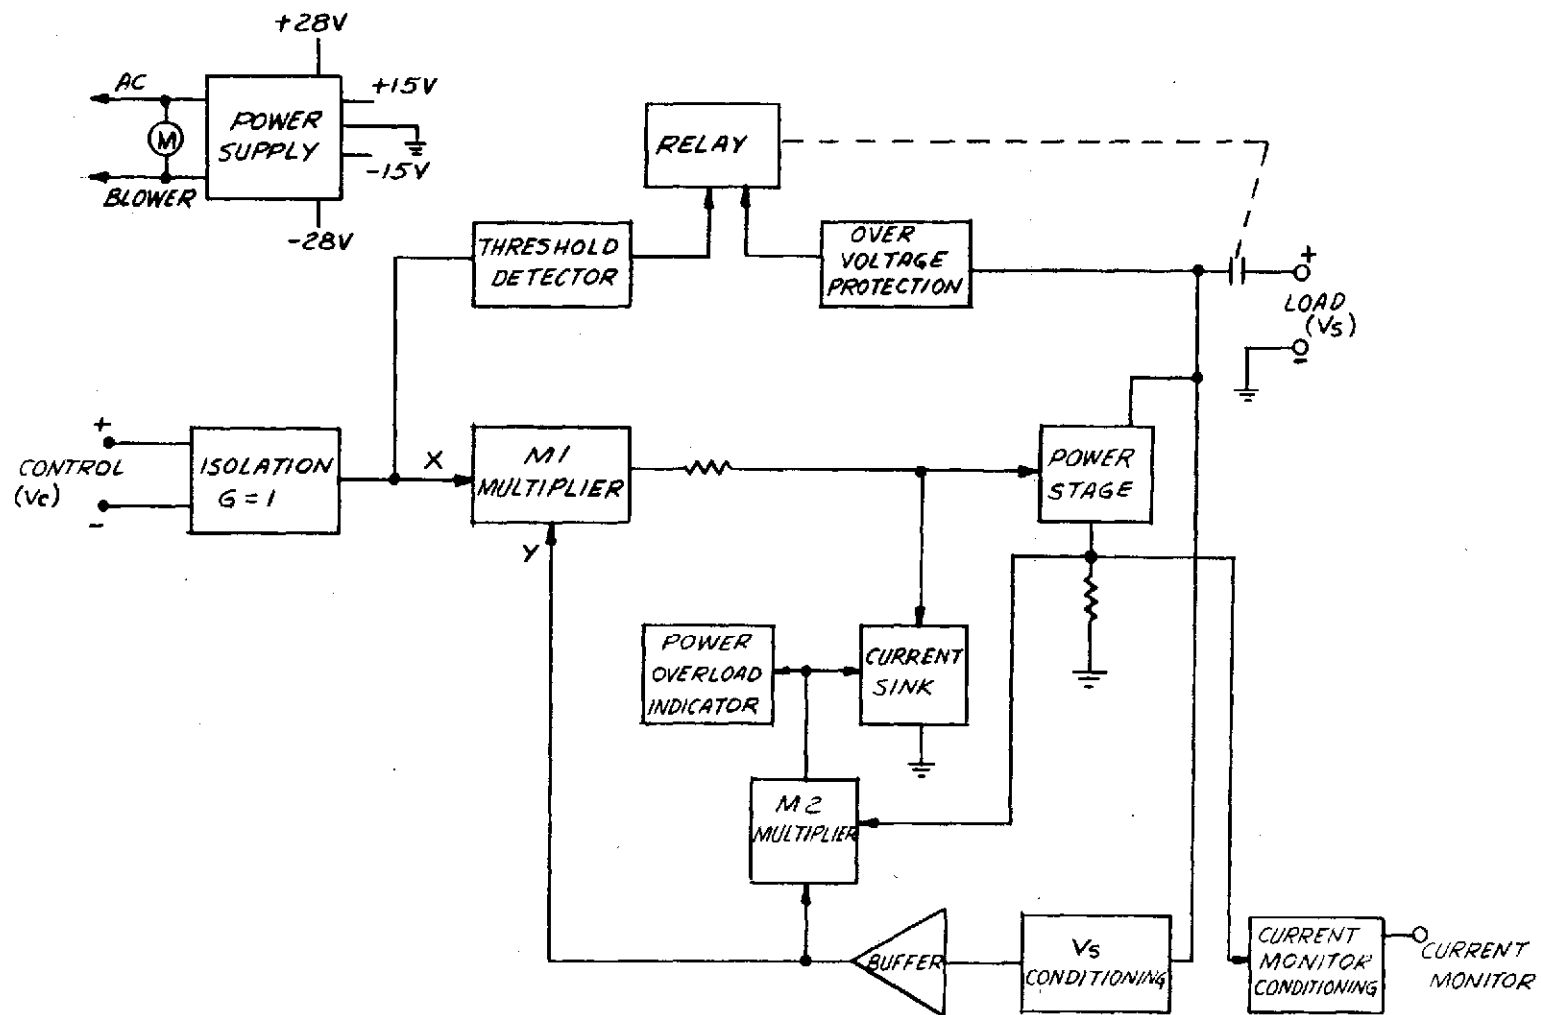 +28V
AC
+15V
M
POWER
SUPPLY
-15V
BLOWER
-28V
RELAY
THRESHOLD
DETECTOR
OVER
VOLTAGE
PROTECTION
+
LOAD
(Vs)
-
+
CONTROL
(Vc)
-
ISOLATION
G = 1
X
M1
MULTIPLIER
Y
POWER
STAGE
POWER
OVERLOAD
INDICATOR
CURRENT
SINK
M2
MULTIPLIER
BUFFER
Vs
CONDITIONING
CURRENT
MONITOR
CONDITIONING
CURRENT
MONITOR